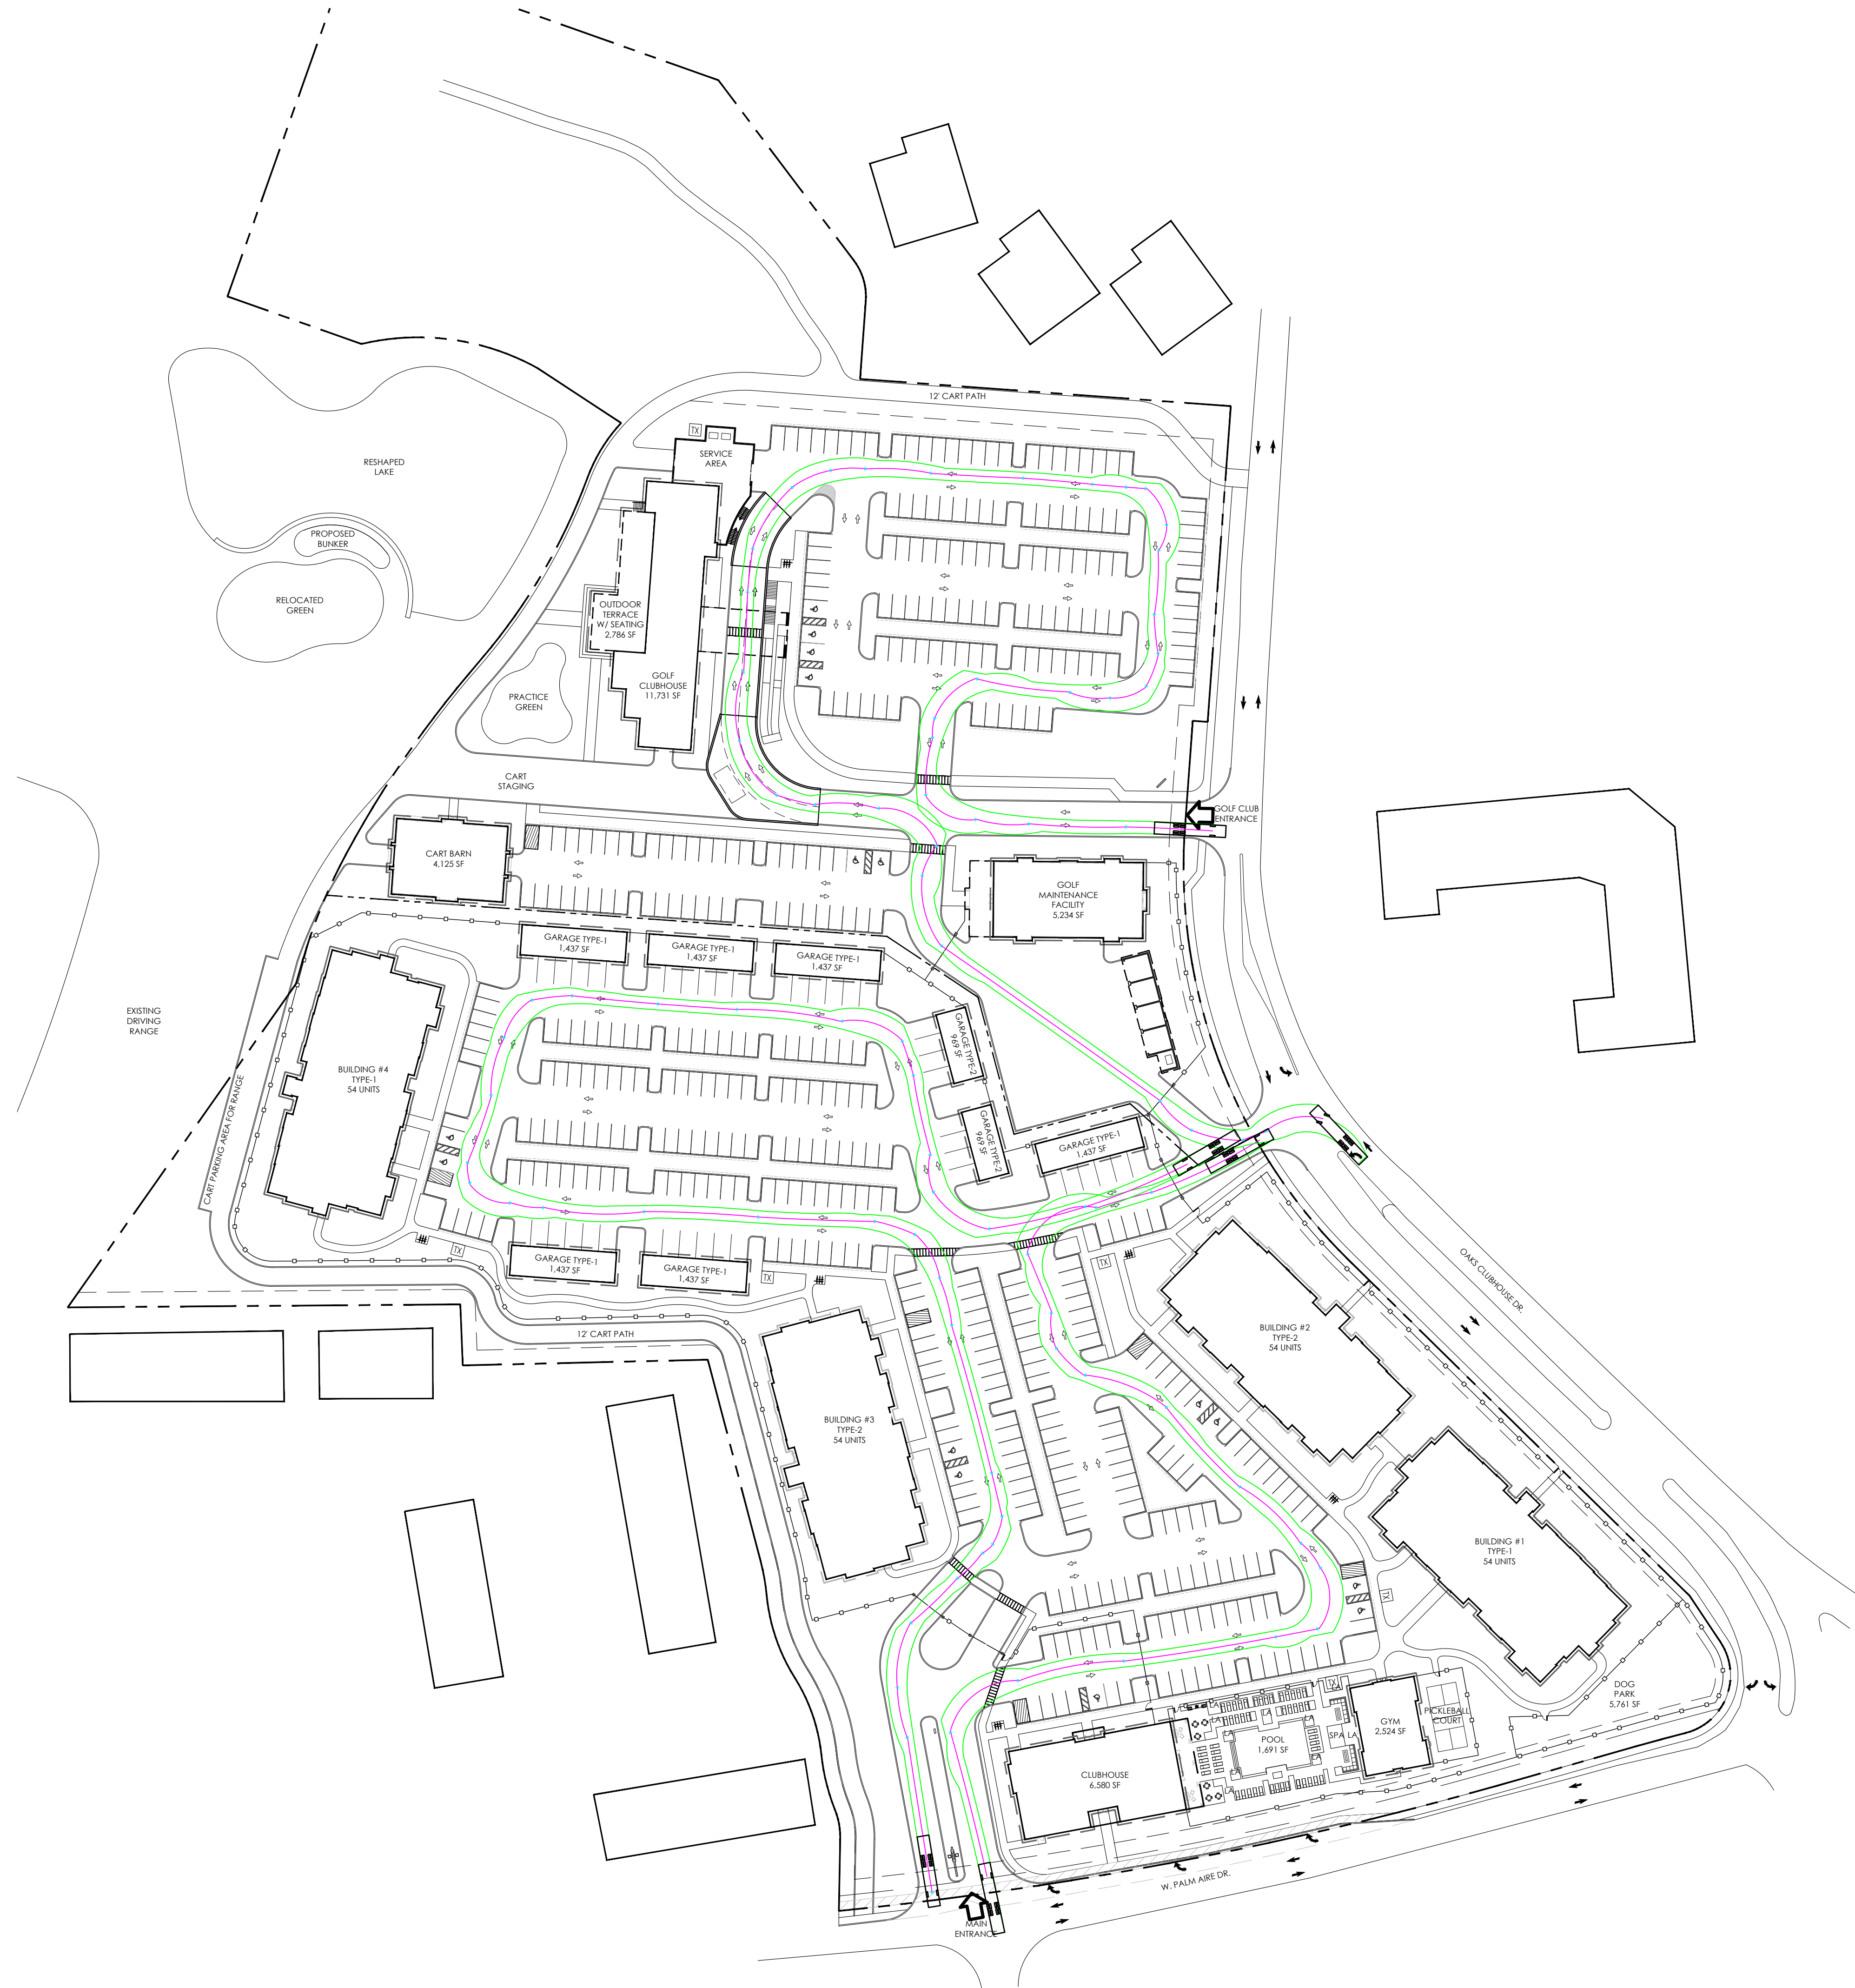 12' CART PATH
TX
SERVICE
AREA
RESHAPED
LAKE
PROPOSED
BUNKER
RELOCATED
GREEN
OUTDOOR
TERRACE
W/ SEATING
2,786 SF
GOLF
CLUBHOUSE
11,731 SF
PRACTICE
GREEN
CART
STAGING
GOLF CLUB
ENTRANCE
CART BARN
4,125 SF
GOLF
MAINTENANCE
FACILITY
5,234 SF
GARAGE TYPE-1
1,437 SF
GARAGE TYPE-1
1,437 SF
GARAGE TYPE-1
1,437 SF
EXISTING
DRIVING
RANGE
GARAGE TYPE-2
969 SF
BUILDING #4
TYPE-1
54 UNITS
CART PARKING AREA FOR RANGE
GARAGE TYPE-2
969 SF
GARAGE TYPE-1
1,437 SF
TX
GARAGE TYPE-1
1,437 SF
GARAGE TYPE-1
1,437 SF
TX
TX
OAKS CLUBHOUSE DR.
12' CART PATH
BUILDING #2
TYPE-2
54 UNITS
BUILDING #3
TYPE-2
54 UNITS
BUILDING #1
TYPE-1
54 UNITS
TX
DOG
PARK
5,761 SF
TX
LA
LA
LA
LA
LA
LA
PICKLEBALL
COURT
GYM
2,524 SF
SPA
LA
POOL
1,691 SF
LA
LA
LA
CLUBHOUSE
6,580 SF
W. PALM AIRE DR.
MAIN
ENTRANCE